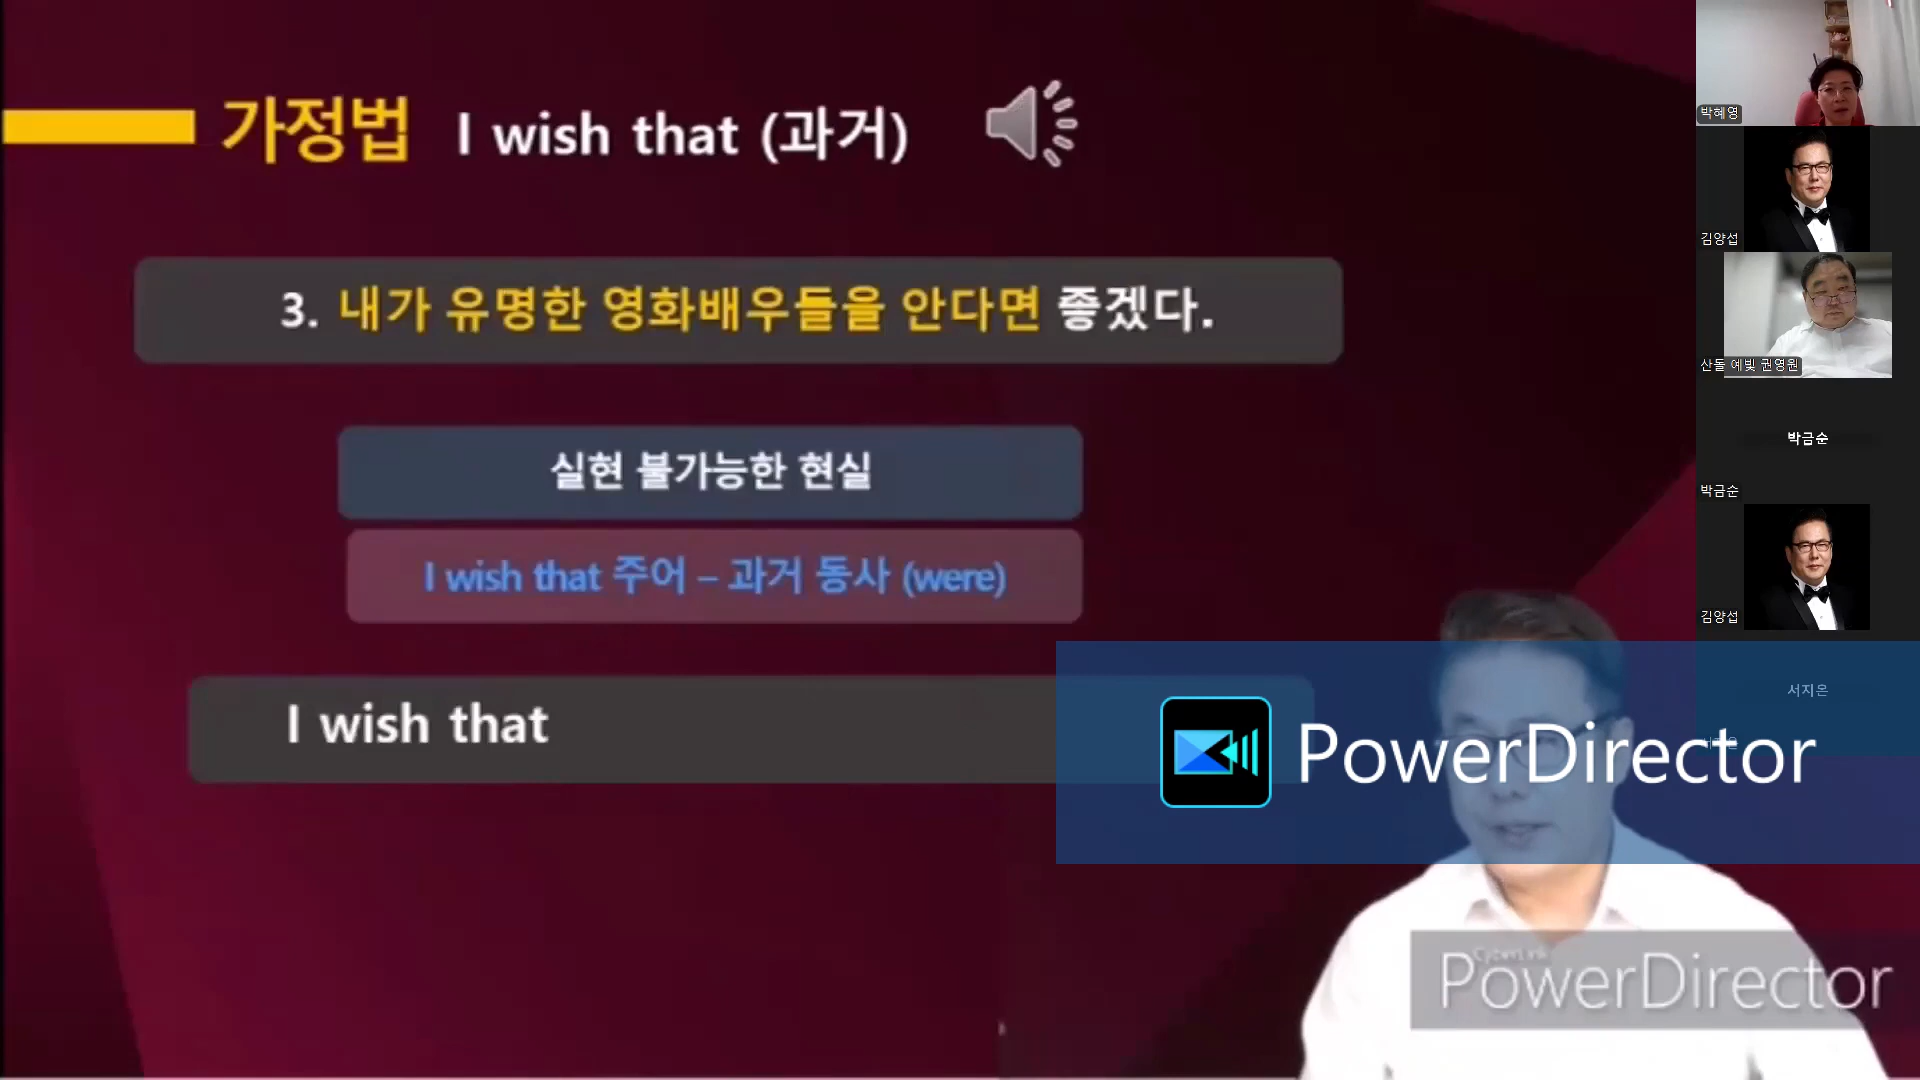 가정법 I wish that (과거)
3. 내가 유명한 영화배우들을 안다면 좋겠다.
실현 불가능한 현실
I wish that 주어 – 과거 동사 (were)
I wish that
PowerDirector
CyberLink
PowerDirector
박혜영
김양섭
산돌 예빛 권영원
박금순
박금순
김양섭
서지온